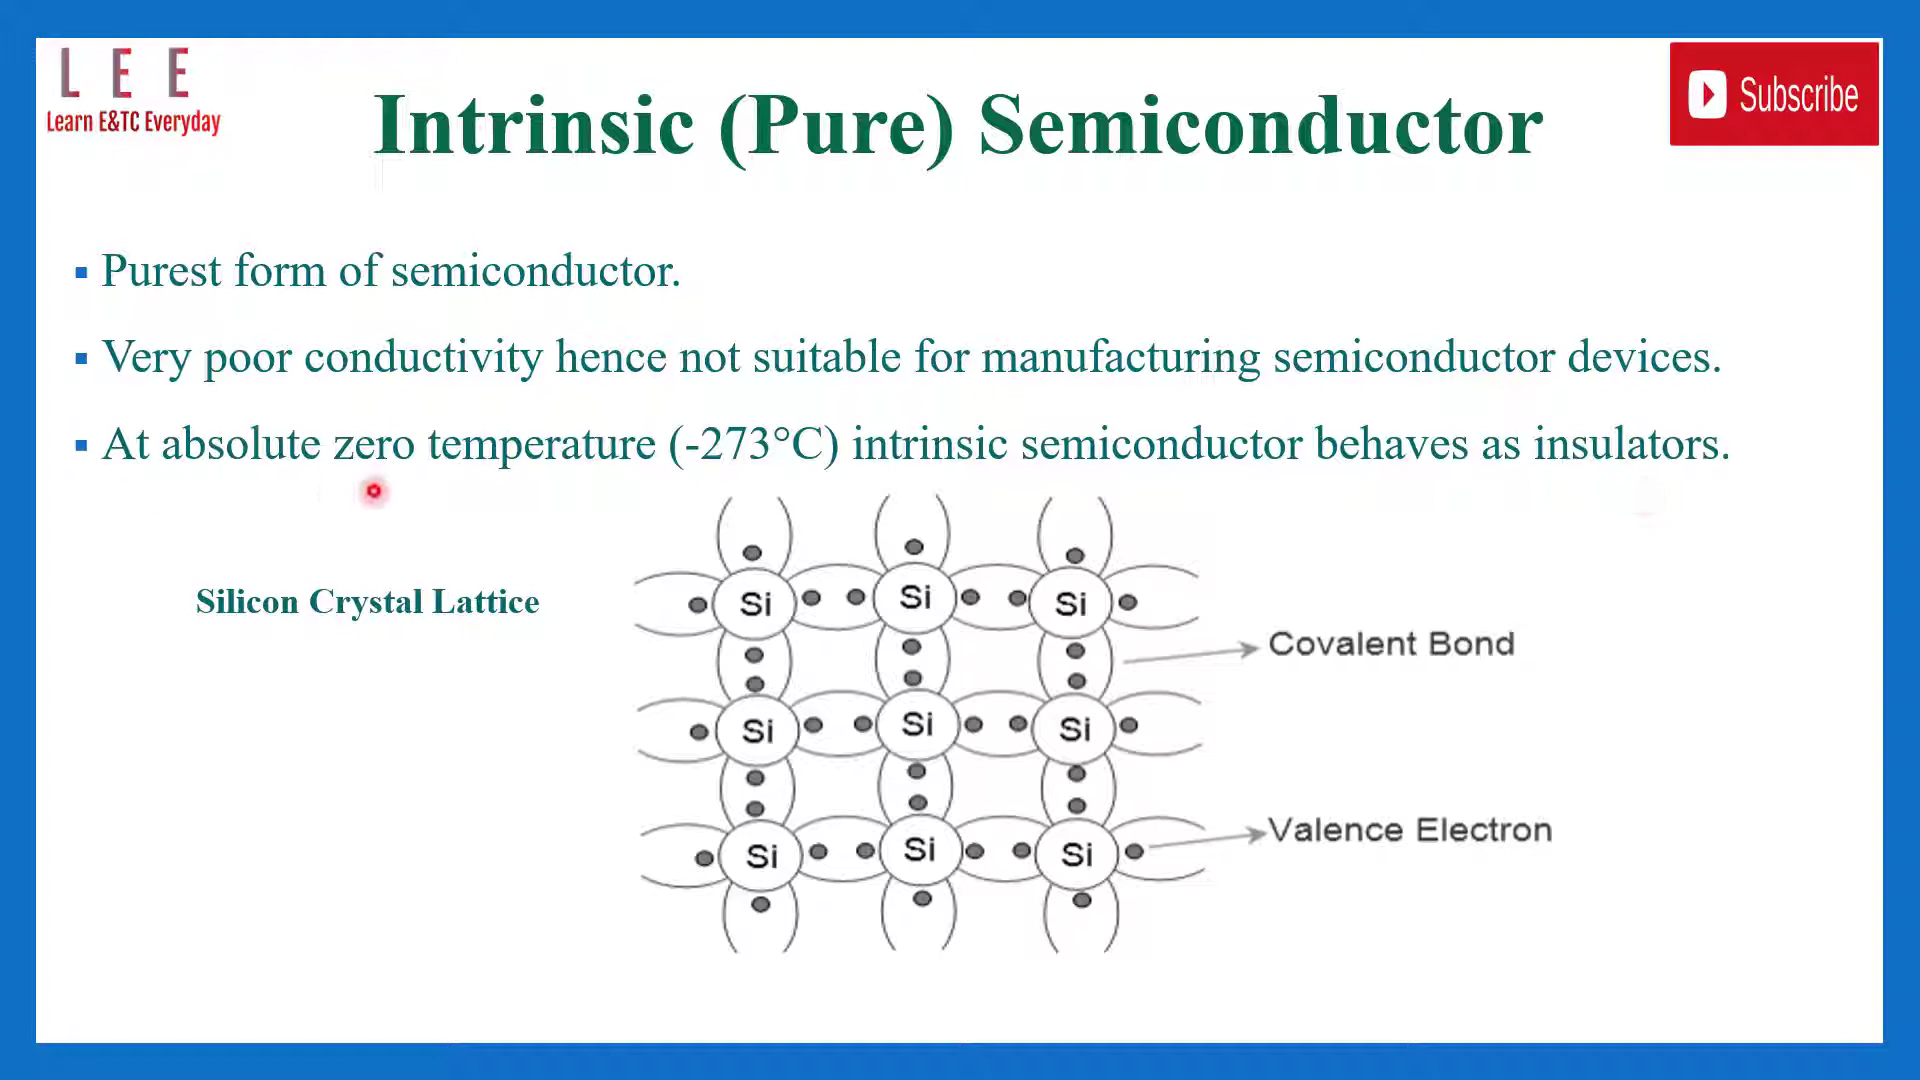 L E E
Learn E&TC Everyday
Subscribe
Intrinsic (Pure) Semiconductor
▪ Purest form of semiconductor.
▪ Very poor conductivity hence not suitable for manufacturing semiconductor devices.
▪ At absolute zero temperature (-273°C) intrinsic semiconductor behaves as insulators.
Silicon Crystal Lattice
Si Si Si
Covalent Bond
Si Si Si
Valence Electron
Si Si Si